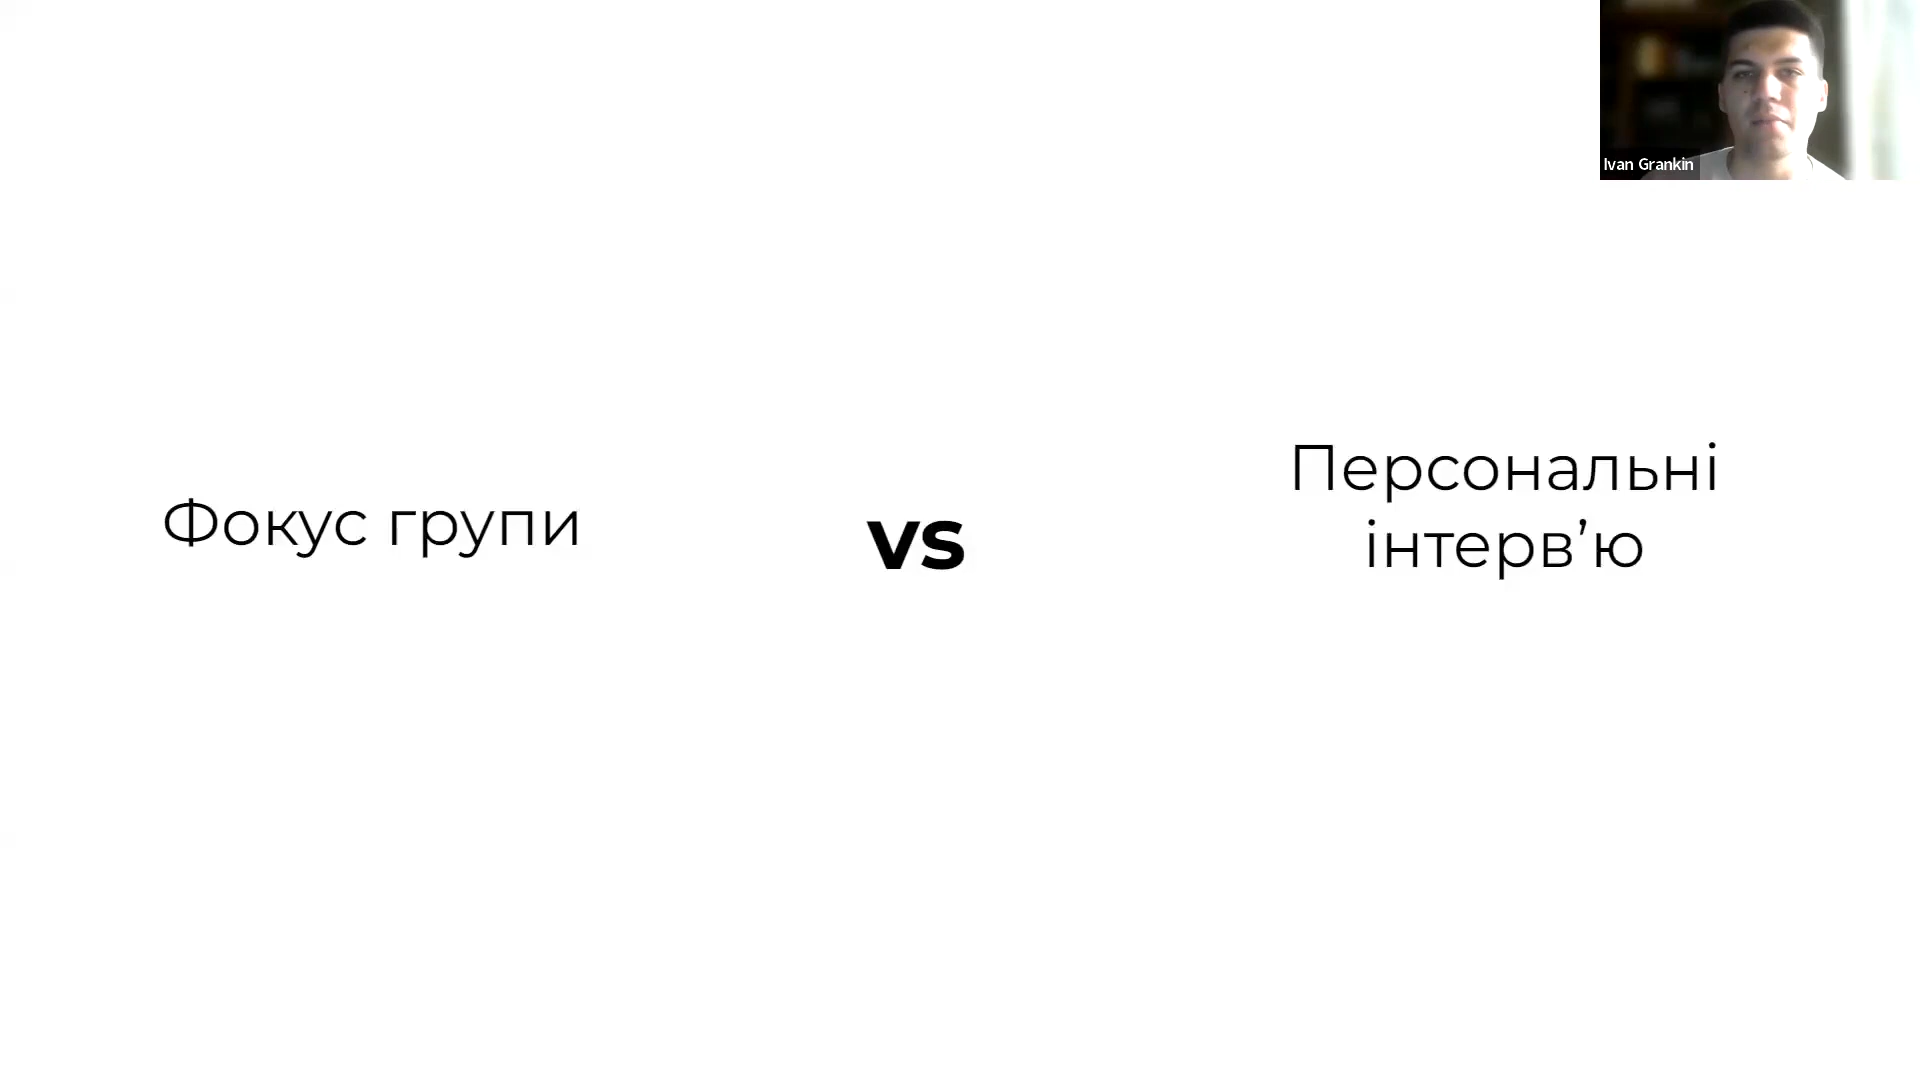 Ivan Grankin
Фокус групи
vs
Персональні
інтерв’ю